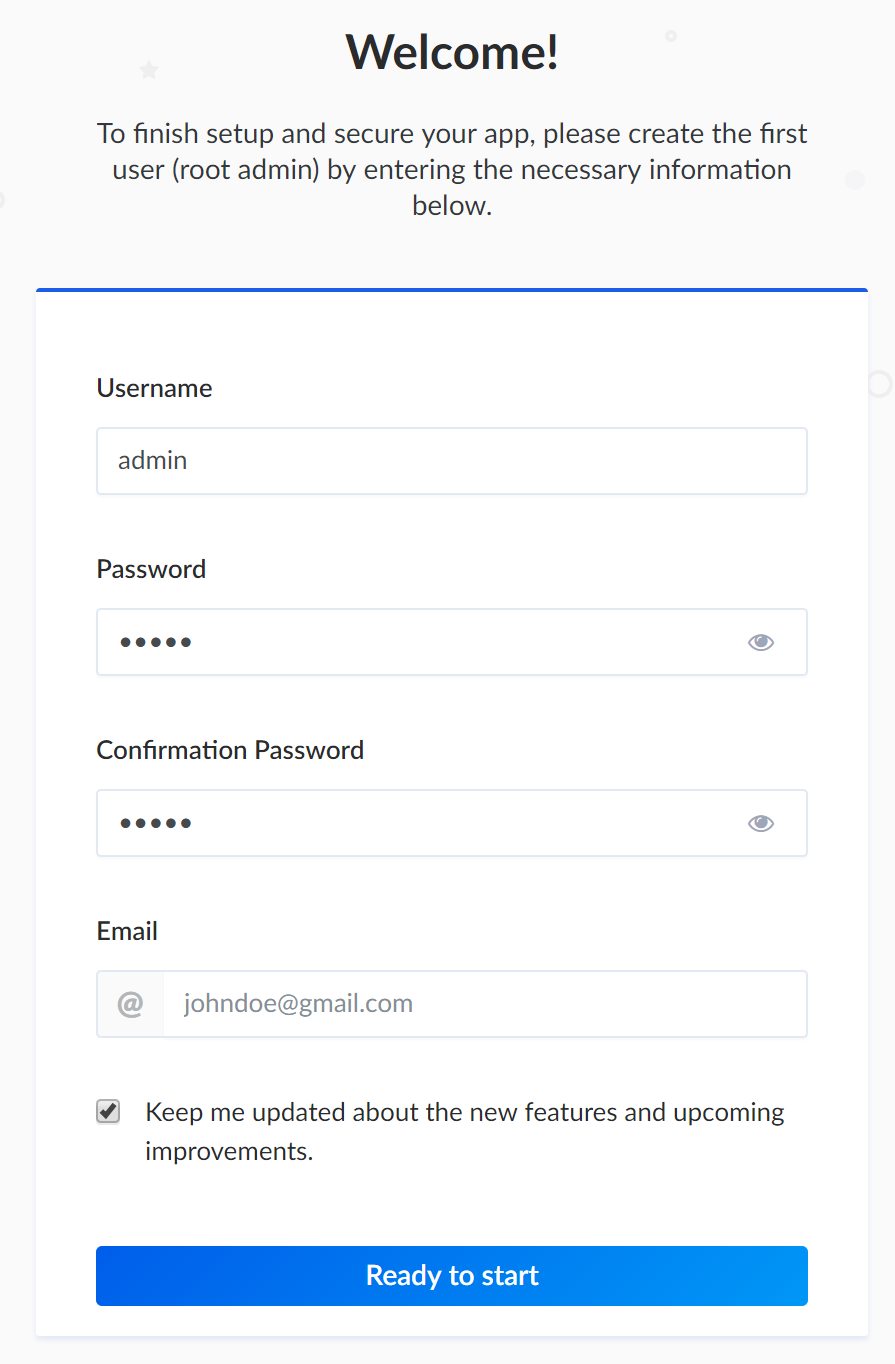 Welcome!
To finish setup and secure your app, please create the first
user (root admin) by entering the necessary information
below.
Username
admin
Password
•••••
Confirmation Password
•••••
Email
@ johndoe@gmail.com
Keep me updated about the new features and upcoming
improvements.
Ready to start